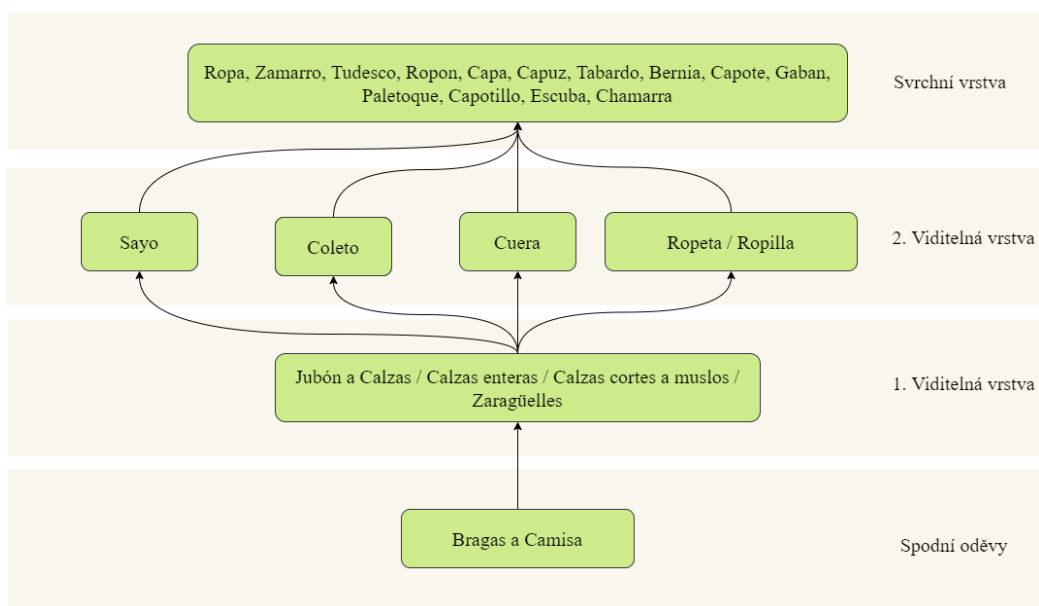 Ropa, Zamarro, Tudesco, Ropon, Capa, Capuz, Tabardo, Bernia, Capote, Gaban,
Paletoque, Capotillo, Escuba, Chamarra
Svrchní vrstva
Sayo
Coleto
Cuera
Ropeta / Ropilla
2. Viditelná vrstva
Jubón a Calzas / Calzas enteras / Calzas cortes a muslos /
Zaragüelles
1. Viditelná vrstva
Bragas a Camisa
Spodní oděvy